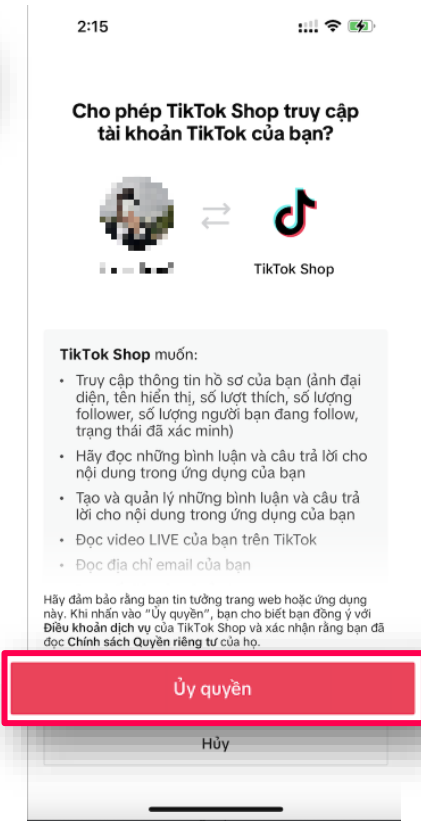 2:15
Cho phép TikTok Shop truy cập
tài khoản TikTok của bạn?
TikTok Shop
TikTok Shop muốn:
• Truy cập thông tin hồ sơ của bạn (ảnh đại
diện, tên hiển thị, số lượt thích, số lượng
follower, số lượng người bạn đang follow,
trạng thái đã xác minh)
• Hãy đọc những bình luận và câu trả lời cho
nội dung trong ứng dụng của bạn
• Tạo và quản lý những bình luận và câu trả
lời cho nội dung trong ứng dụng của bạn
• Đọc video LIVE của bạn trên TikTok
• Đọc địa chỉ email của bạn
Hãy đảm bảo rằng bạn tin tưởng trang web hoặc ứng dụng
này. Khi nhấn vào "Ủy quyền", bạn cho biết bạn đồng ý với
Điều khoản dịch vụ của TikTok Shop và xác nhận rằng bạn đã
đọc Chính sách Quyền riêng tư của họ.
Ủy quyền
Hủy